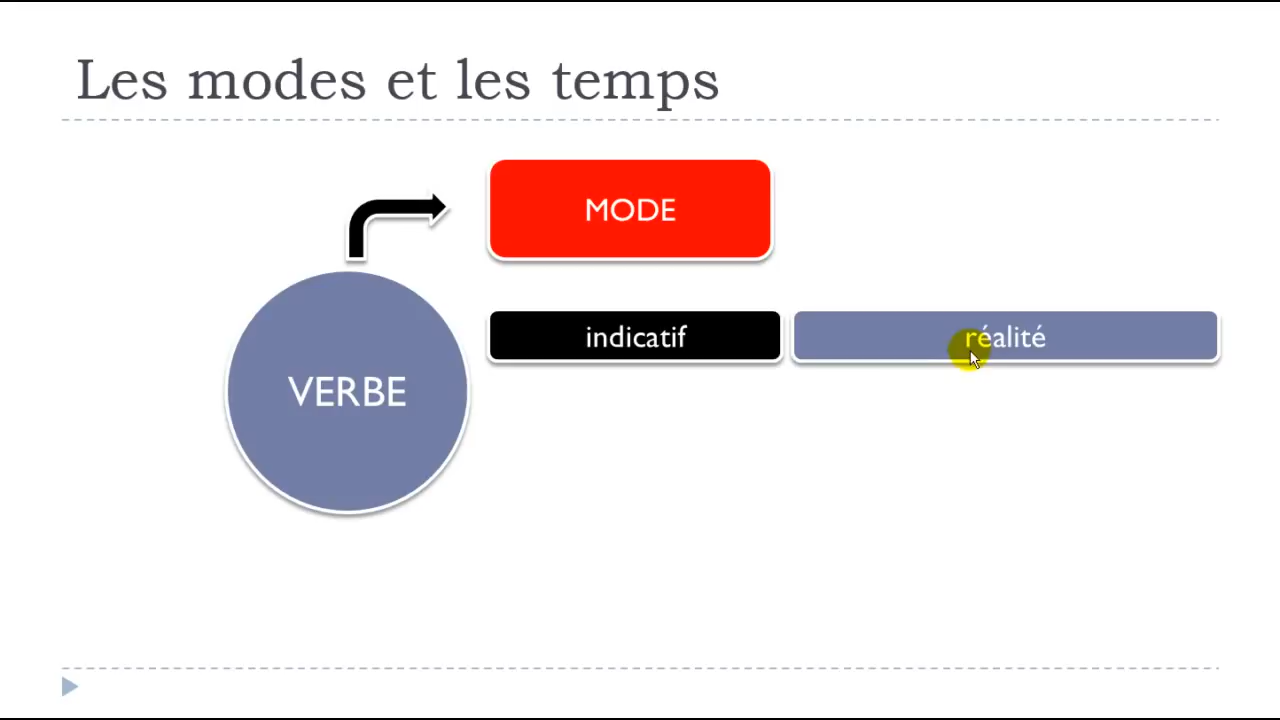 Les modes et les temps
MODE
indicatif
réalité
VERBE